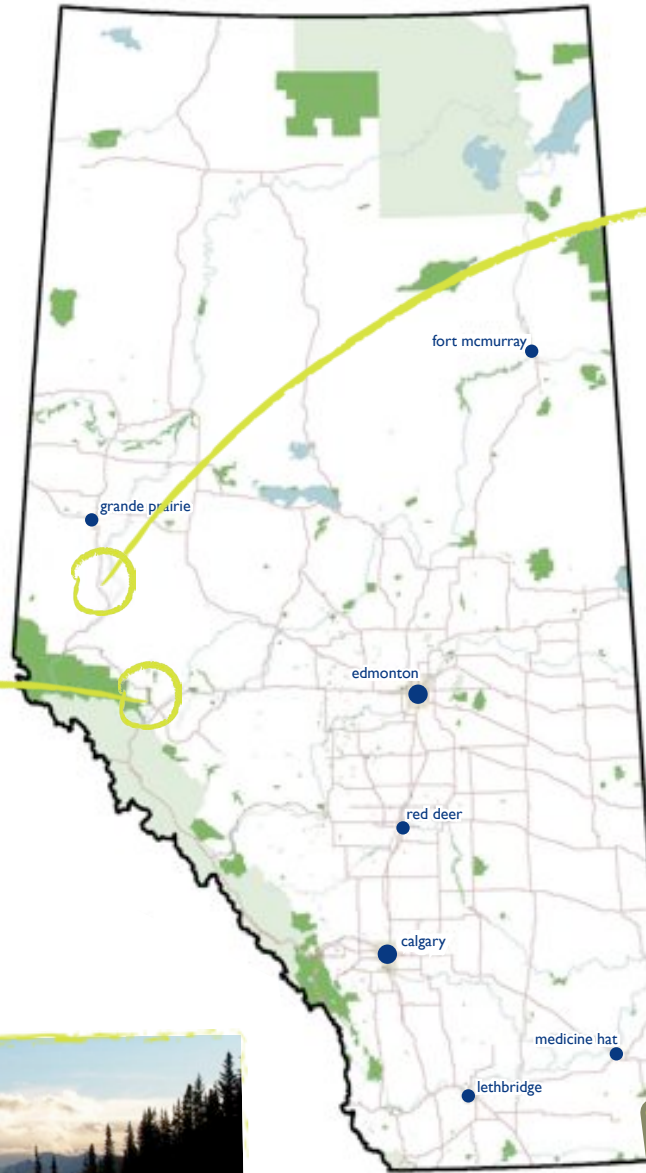 fort mcmurray
grande prairie
edmonton
red deer
calgary
medicine hat
lethbridge